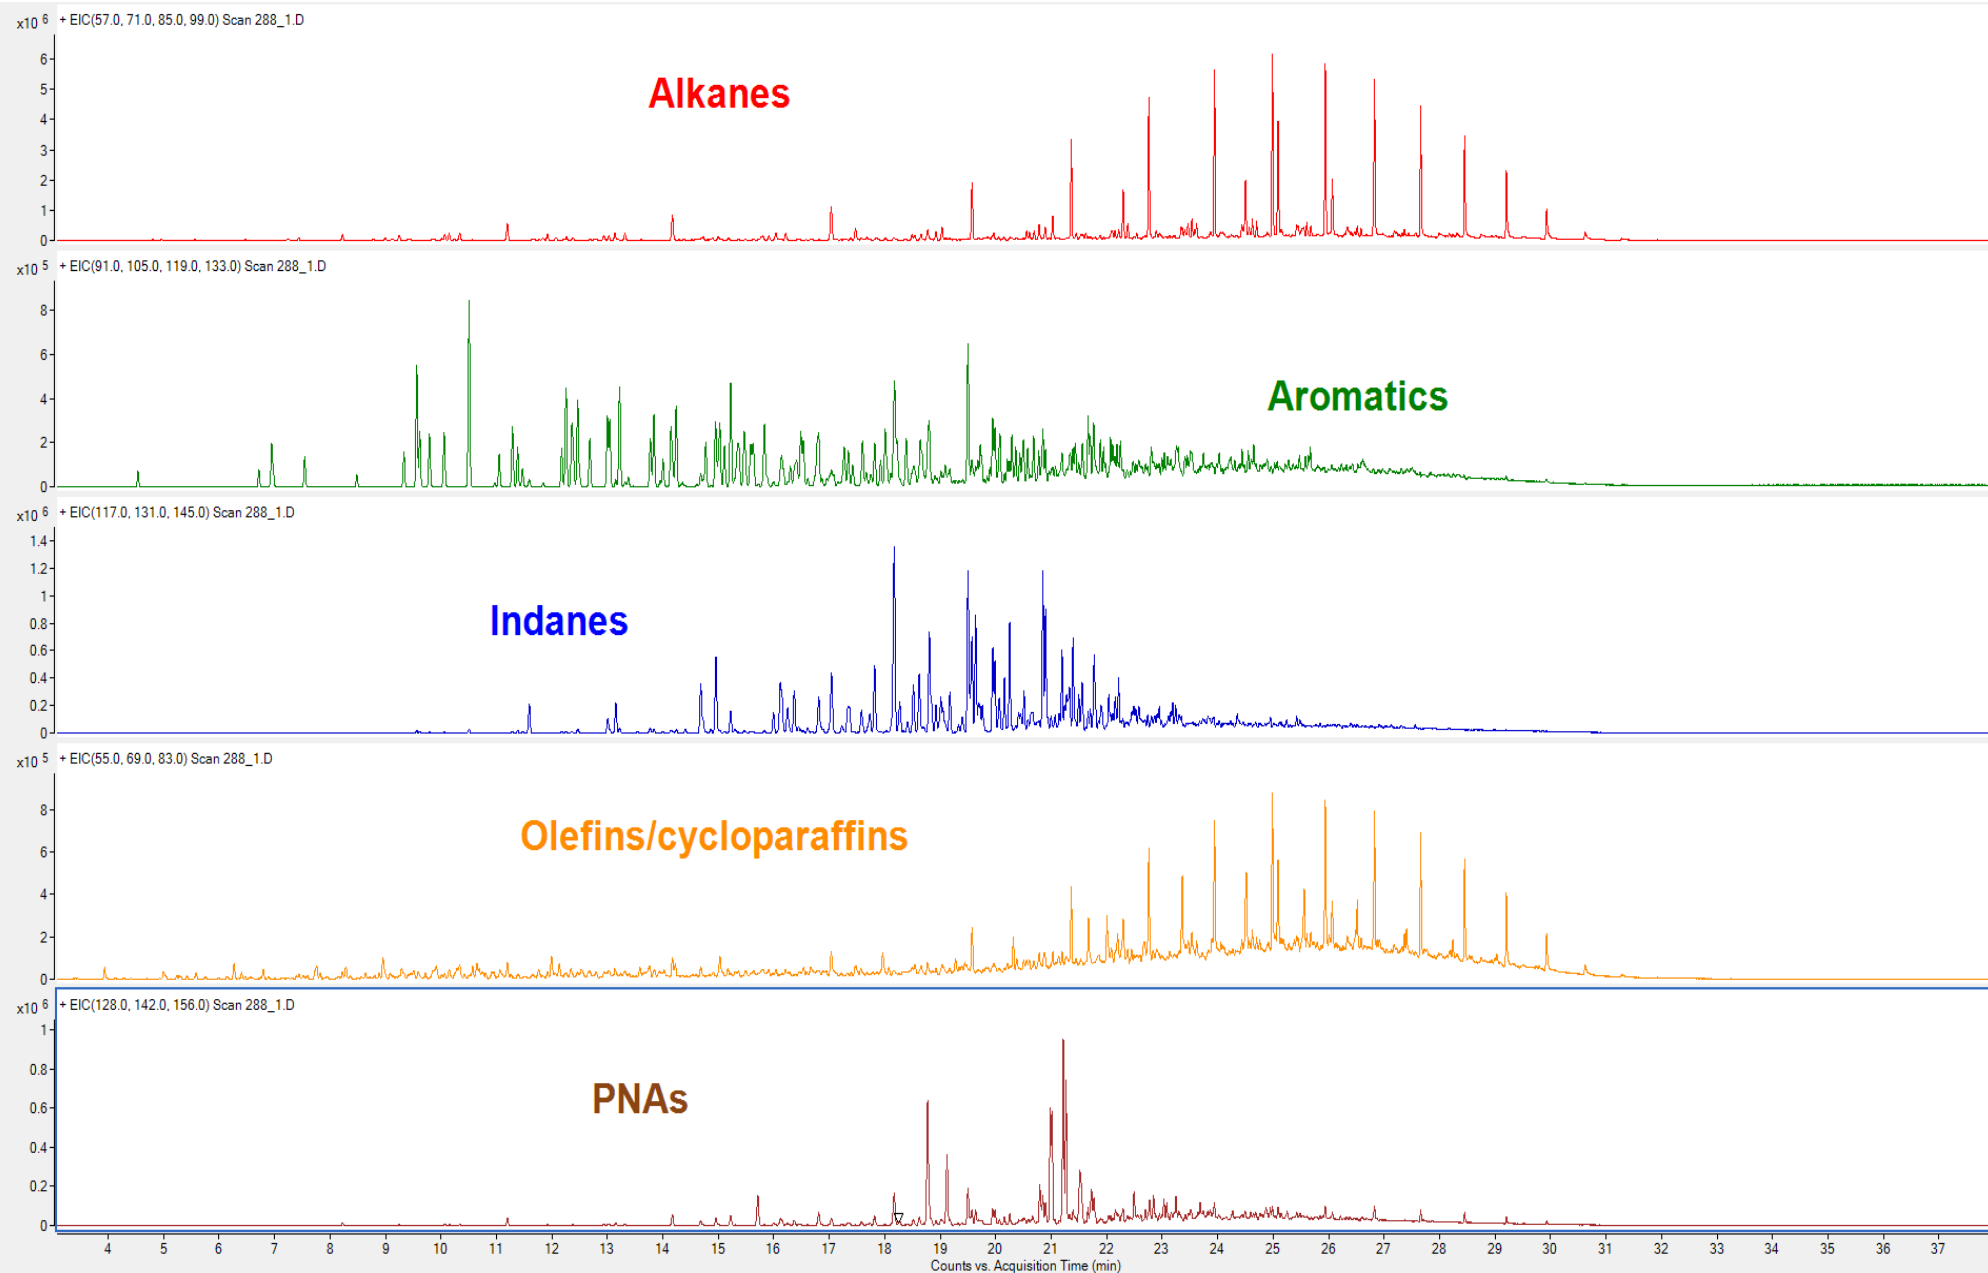 x10 6 + EIC(57.0, 71.0, 85.0, 99.0) Scan 288_1.D
6
5
4
3
2
1
0
Alkanes
x10 5 + EIC(91.0, 105.0, 119.0, 133.0) Scan 288_1.D
8
6
4
2
0
Aromatics
x10 6 + EIC(117.0, 131.0, 145.0) Scan 288_1.D
1.4
1.2
1
0.8
0.6
0.4
0.2
0
Indanes
x10 5 + EIC(55.0, 69.0, 83.0) Scan 288_1.D
8
6
4
2
0
Olefins/cycloparaffins
x10 6 + EIC(128.0, 142.0, 156.0) Scan 288_1.D
1
0.8
0.6
0.4
0.2
0
PNAs
4 5 6 7 8 9 10 11 12 13 14 15 16 17 18 19 20 21 22 23 24 25 26 27 28 29 30 31 32 33 34 35 36 37
Counts vs. Acquisition Time (min)